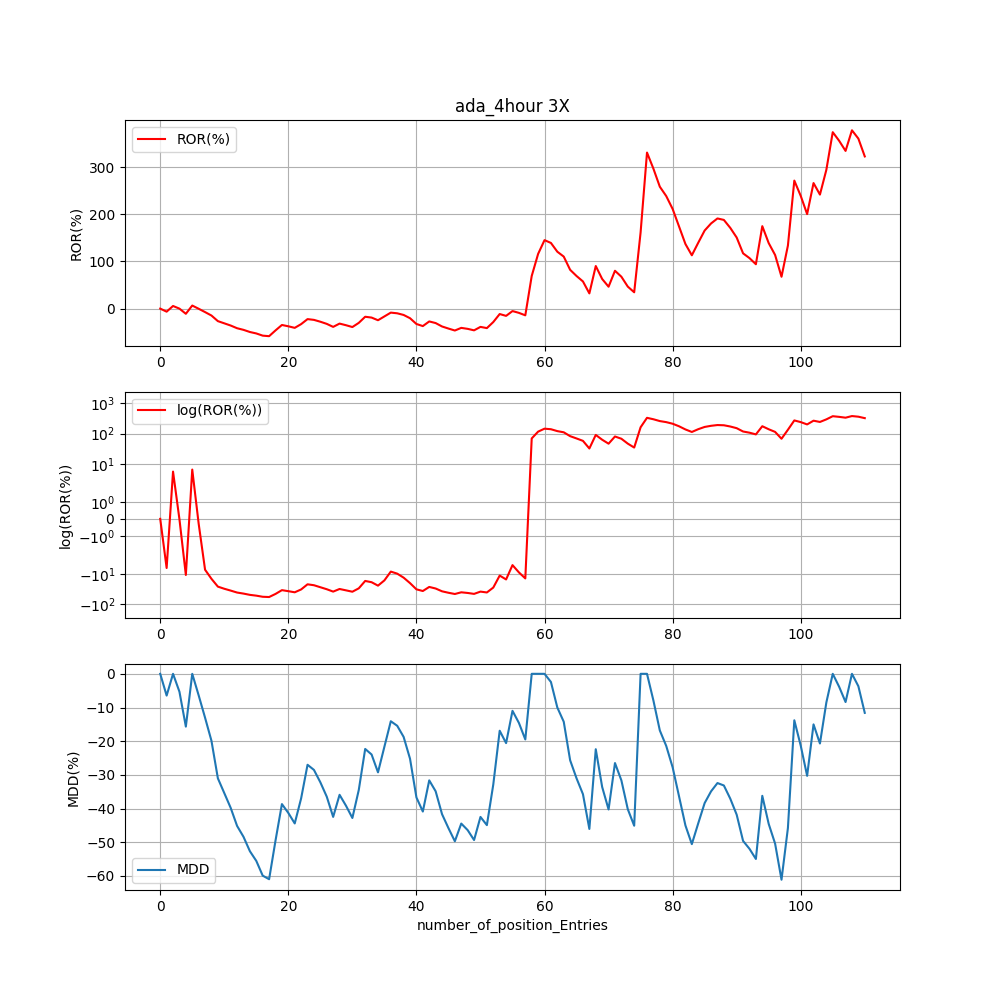 ada_4hour 3X
ROR(%)
ROR(%)
300
200
100
0
0 20 40 60 80 100
log(ROR(%))
log(ROR(%))
10³
10²
10¹
10⁰
0
−10⁰
−10¹
−10²
0 20 40 60 80 100
MDD(%)
0
−10
−20
−30
−40
−50
−60
MDD
0 20 40 60 80 100
number_of_position_Entries